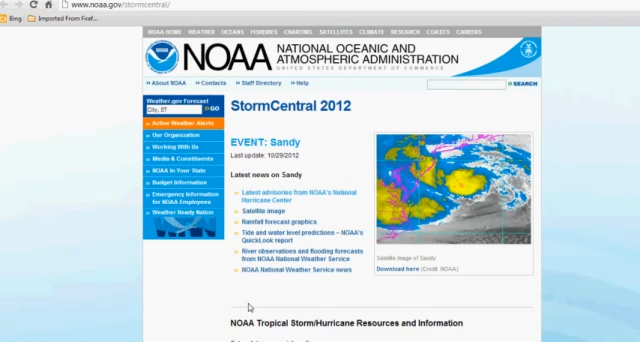 www.noaa.gov/stormcentral/
Bing Imported From Firef...
NOAA HOME WEATHER OCEANS FISHERIES CHARTING SATELLITES CLIMATE RESEARCH COASTS CAREERS
NOAA NATIONAL OCEANIC AND
ATMOSPHERIC ADMINISTRATION
UNITED STATES DEPARTMENT OF COMMERCE
» About NOAA » Contacts » Staff Directory » Help
» SEARCH
Weather.gov Forecast
City, ST » GO
» Active Weather Alerts
» Our Organization
» Working With Us
» Media & Constituents
» NOAA In Your State
» Budget Information
» Emergency Information
for NOAA Employees
» Weather Ready Nation
StormCentral 2012
EVENT: Sandy
Last update: 10/29/2012
Latest news on Sandy
» Latest advisories from NOAA's National
Hurricane Center
» Satellite image
» Rainfall forecast graphics
» Tide and water level predictions – NOAA's
QuickLook report
» River observations and flooding forecasts
from NOAA National Weather Service
» NOAA National Weather Service news
Satellite image of Sandy.
Download here (Credit: NOAA)
NOAA Tropical Storm/Hurricane Resources and Information